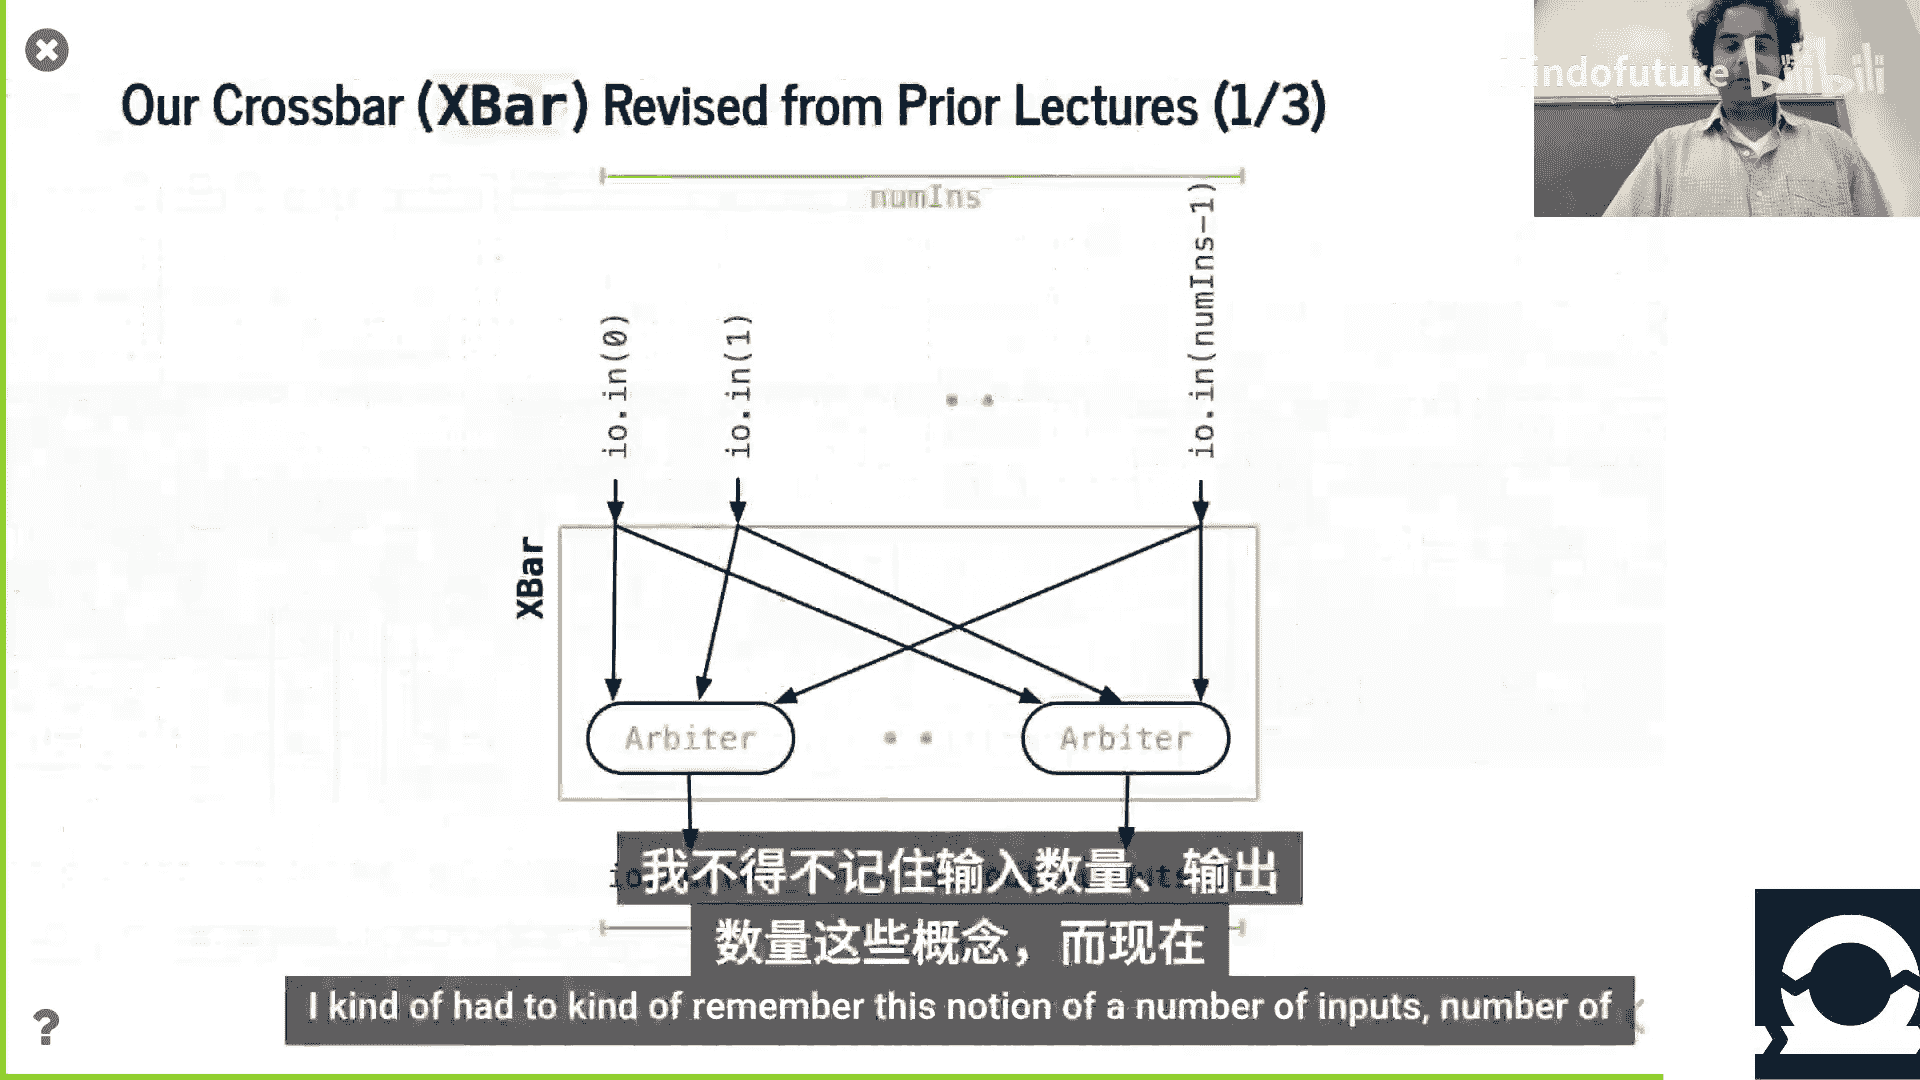 Our Crossbar (XBar) Revised from Prior Lectures (1/3)
indofuture bilibili
numIns
io.in(0)
io.in(1)
io.in(numIns-1)
XBar
Arbiter
Arbiter
我不得不记住输入数量、输出
数量这些概念，而现在
I kind of had to kind of remember this notion of a number of inputs, number of
?